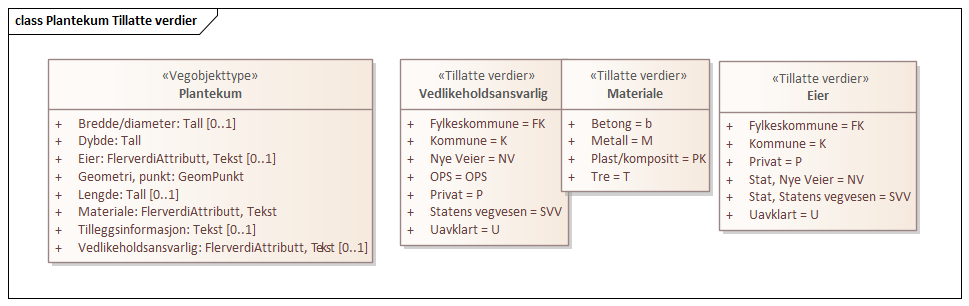 class Plantekum Tillatte verdier
«Vegobjekttype»
Plantekum
+ Bredde/diameter: Tall [0..1]
+ Dybde: Tall
+ Eier: FlerverdiAttributt, Tekst [0..1]
+ Geometri, punkt: GeomPunkt
+ Lengde: Tall [0..1]
+ Materiale: FlerverdiAttributt, Tekst
+ Tilleggsinformasjon: Tekst [0..1]
+ Vedlikeholdsansvarlig: FlerverdiAttributt, Tekst [0..1]
«Tillatte verdier»
Vedlikeholdsansvarlig
+ Fylkeskommune = FK
+ Kommune = K
+ Nye Veier = NV
+ OPS = OPS
+ Privat = P
+ Statens vegvesen = SVV
+ Uavklart = U
«Tillatte verdier»
Materiale
+ Betong = b
+ Metall = M
+ Plast/kompositt = PK
+ Tre = T
«Tillatte verdier»
Eier
+ Fylkeskommune = FK
+ Kommune = K
+ Privat = P
+ Stat, Nye Veier = NV
+ Stat, Statens vegvesen = SVV
+ Uavklart = U